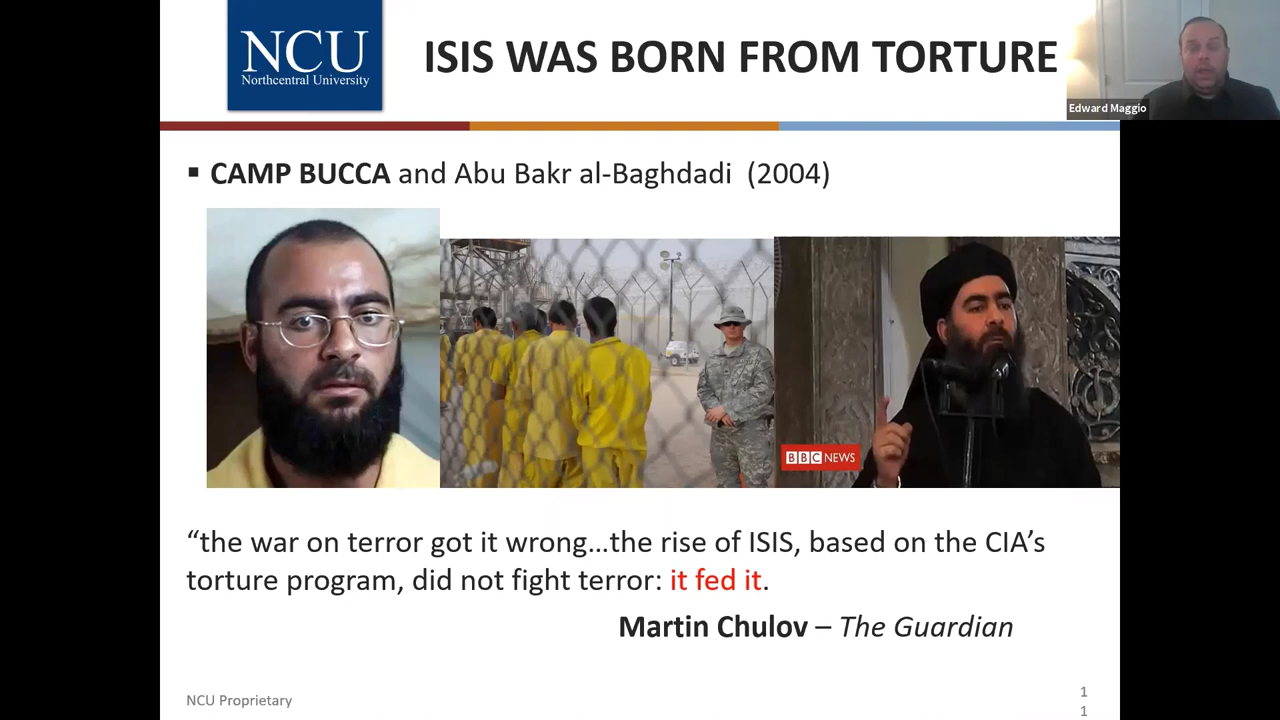 NCU
Northcentral University
ISIS WAS BORN FROM TORTURE
Edward Maggio
▪ CAMP BUCCA and Abu Bakr al-Baghdadi (2004)
BBC NEWS
“the war on terror got it wrong...the rise of ISIS, based on the CIA’s
torture program, did not fight terror: it fed it.
Martin Chulov – The Guardian
NCU Proprietary
1
1